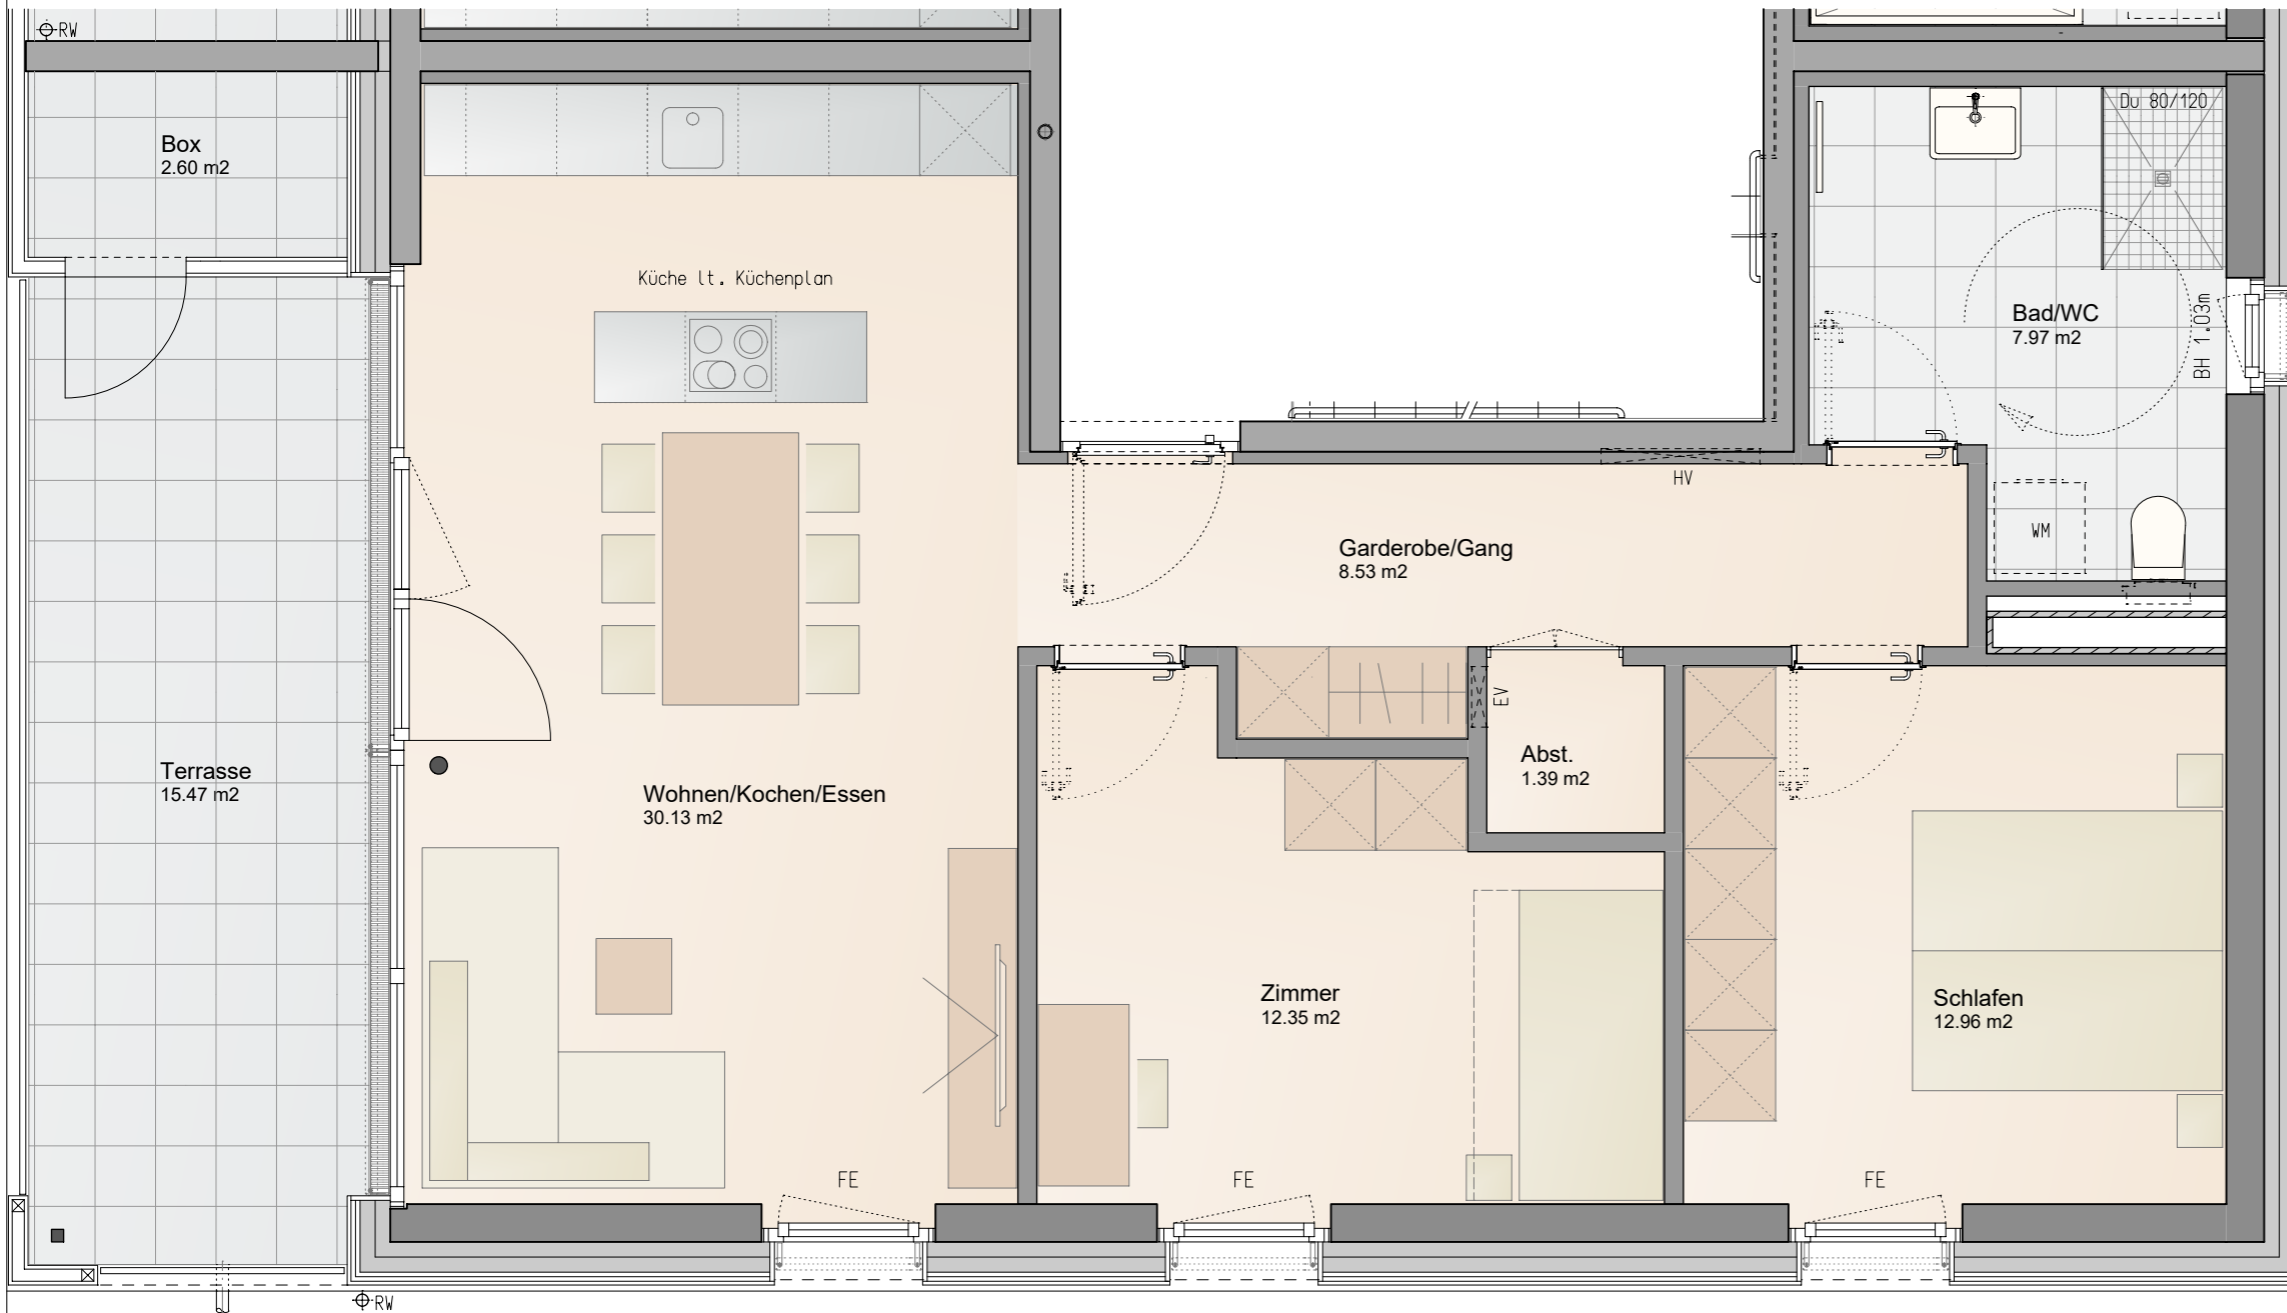 RW
Box
2.60 m2
Du 80/120
Küche lt. Küchenplan
Bad/WC
7.97 m2
BH 1.03m
HV
WM
Garderobe/Gang
8.53 m2
EV
Abst.
1.39 m2
Terrasse
15.47 m2
Wohnen/Kochen/Essen
30.13 m2
Zimmer
12.35 m2
Schlafen
12.96 m2
FE
FE
FE
RW